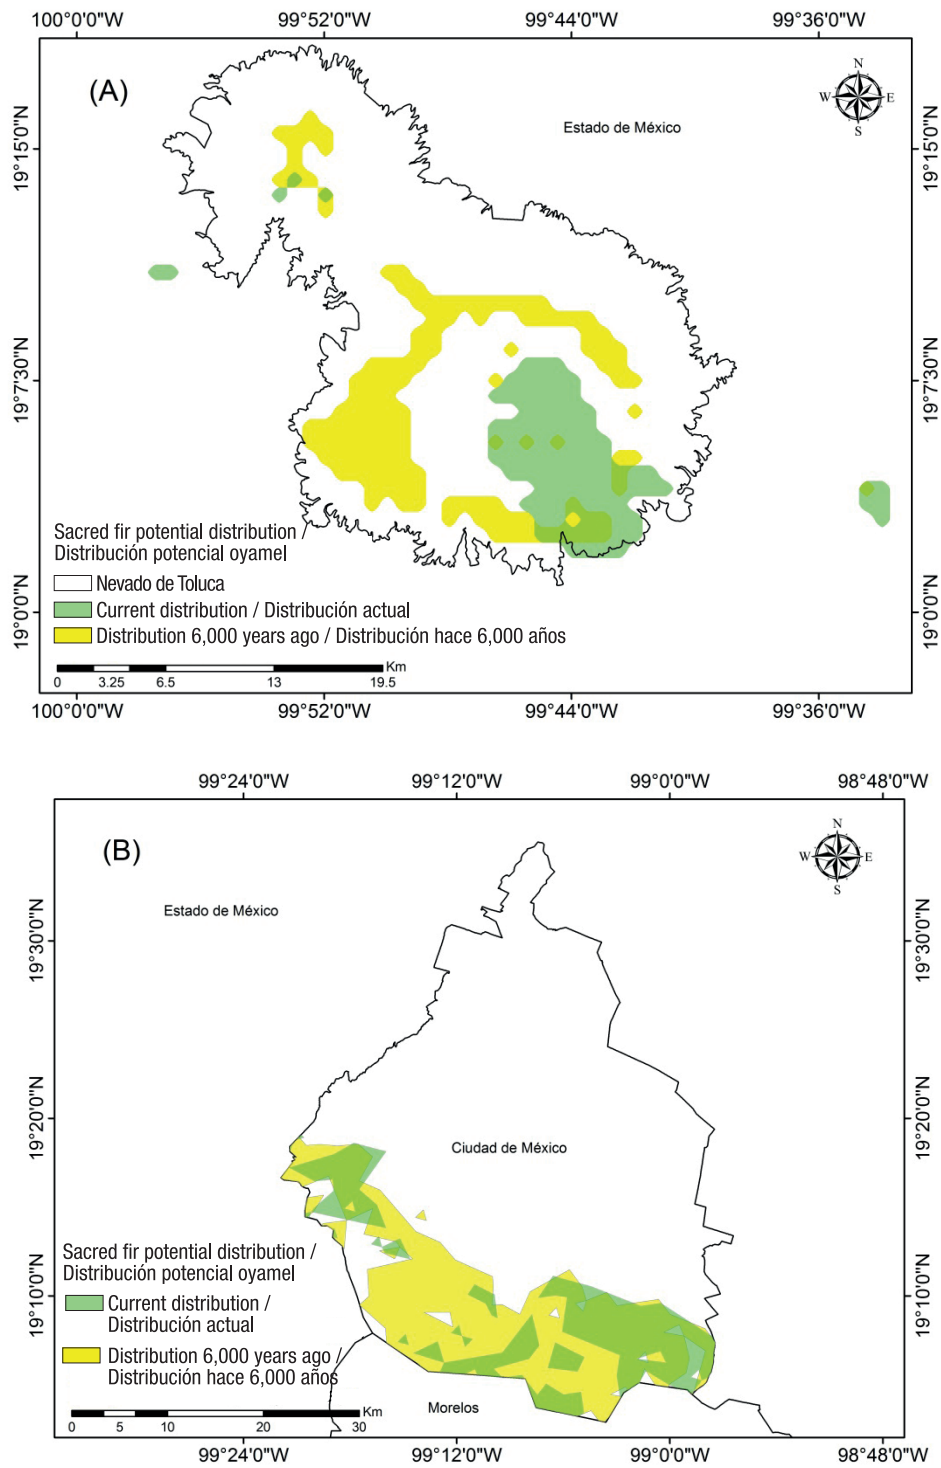 100°0'0"W 99°52'0"W 99°44'0"W 99°36'0"W
(A)
N
W E
S
Estado de México
19°15'0"N 19°15'0"N
19°7'30"N 19°7'30"N
19°0'0"N 19°0'0"N
Sacred fir potential distribution /
Distribución potencial oyamel
Nevado de Toluca
Current distribution / Distribución actual
Distribution 6,000 years ago / Distribución hace 6,000 años
Km
0 3.25 6.5 13 19.5
100°0'0"W 99°52'0"W 99°44'0"W 99°36'0"W
99°24'0"W 99°12'0"W 99°0'0"W 98°48'0"W
(B)
N
W E
S
Estado de México
19°30'0"N 19°30'0"N
19°20'0"N 19°20'0"N
Ciudad de México
19°10'0"N 19°10'0"N
Sacred fir potential distribution /
Distribución potencial oyamel
Current distribution /
Distribución actual
Distribution 6,000 years ago /
Distribución hace 6,000 años
Morelos
Km
0 5 10 20 30
99°24'0"W 99°12'0"W 99°0'0"W 98°48'0"W